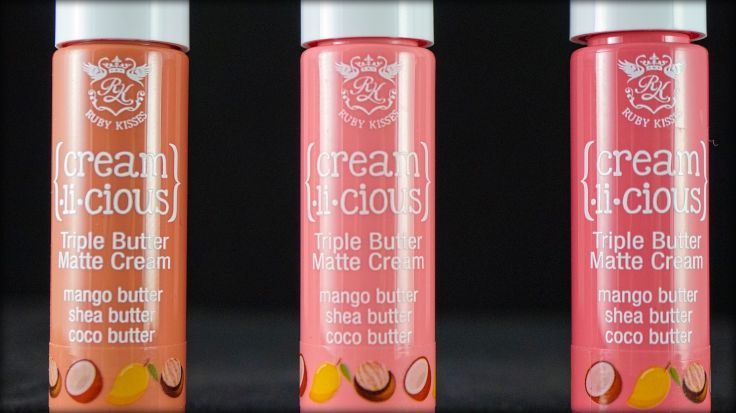 RK
RUBY KISSES
{cream
·li·cious}
Triple Butter
Matte Cream
mango butter
shea butter
coco butter
RK
RUBY KISSES
{cream
·li·cious}
Triple Butter
Matte Cream
mango butter
shea butter
coco butter
RK
RUBY KISSES
{cream
·li·cious}
Triple Butter
Matte Cream
mango butter
shea butter
coco butter